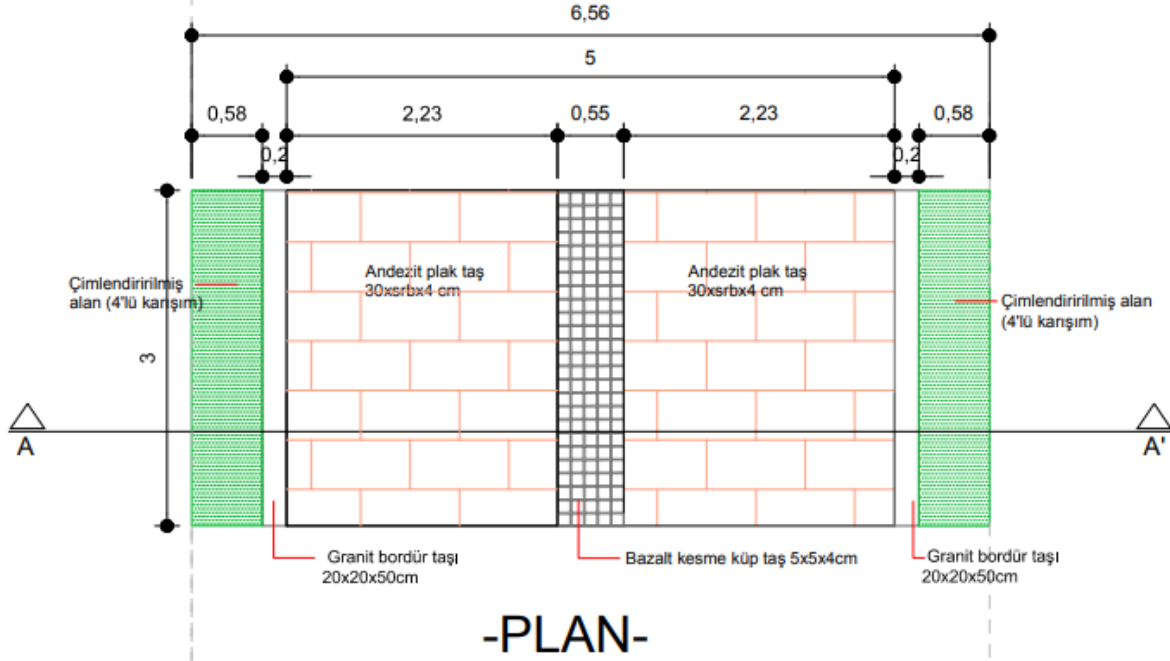 6,56
5
0,58
2,23
0,55
2,23
0,58
0,2
0,2
Andezit plak taş
30xsrbx4 cm
Andezit plak taş
30xsrbx4 cm
Çimlendiririlmiş
alan (4'lü karışım)
Çimlendiririlmiş alan
(4'lü karışım)
3
A
A'
Granit bordür taşı
20x20x50cm
Bazalt kesme küp taş 5x5x4cm
Granit bordür taşı
20x20x50cm
-PLAN-